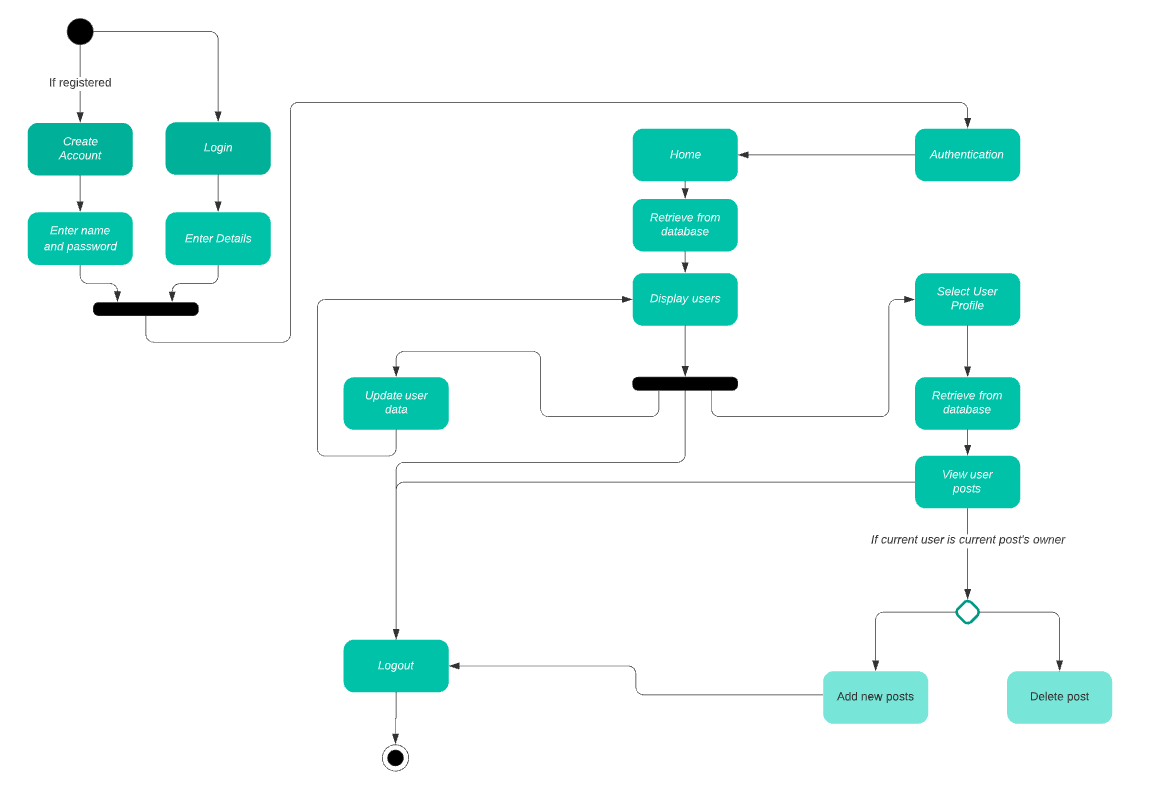 If registered
Create
Account
Login
Home
Authentication
Enter name
and password
Enter Details
Retrieve from
database
Display users
Select User
Profile
Update user
data
Retrieve from
database
View user
posts
If current user is current post's owner
Logout
Add new posts
Delete post